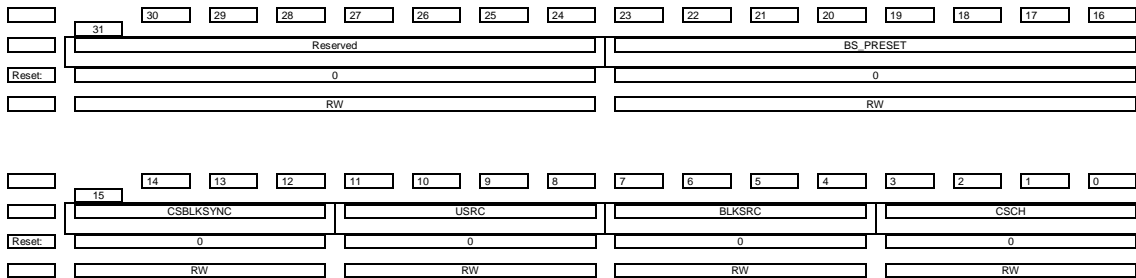 31 30 29 28 27 26 25 24 23 22 21 20 19 18 17 16
Reserved BS_PRESET
Reset: 0 0
RW RW
15 14 13 12 11 10 9 8 7 6 5 4 3 2 1 0
CSBLKSYNC USRC BLKSRC CSCH
Reset: 0 0 0 0
RW RW RW RW